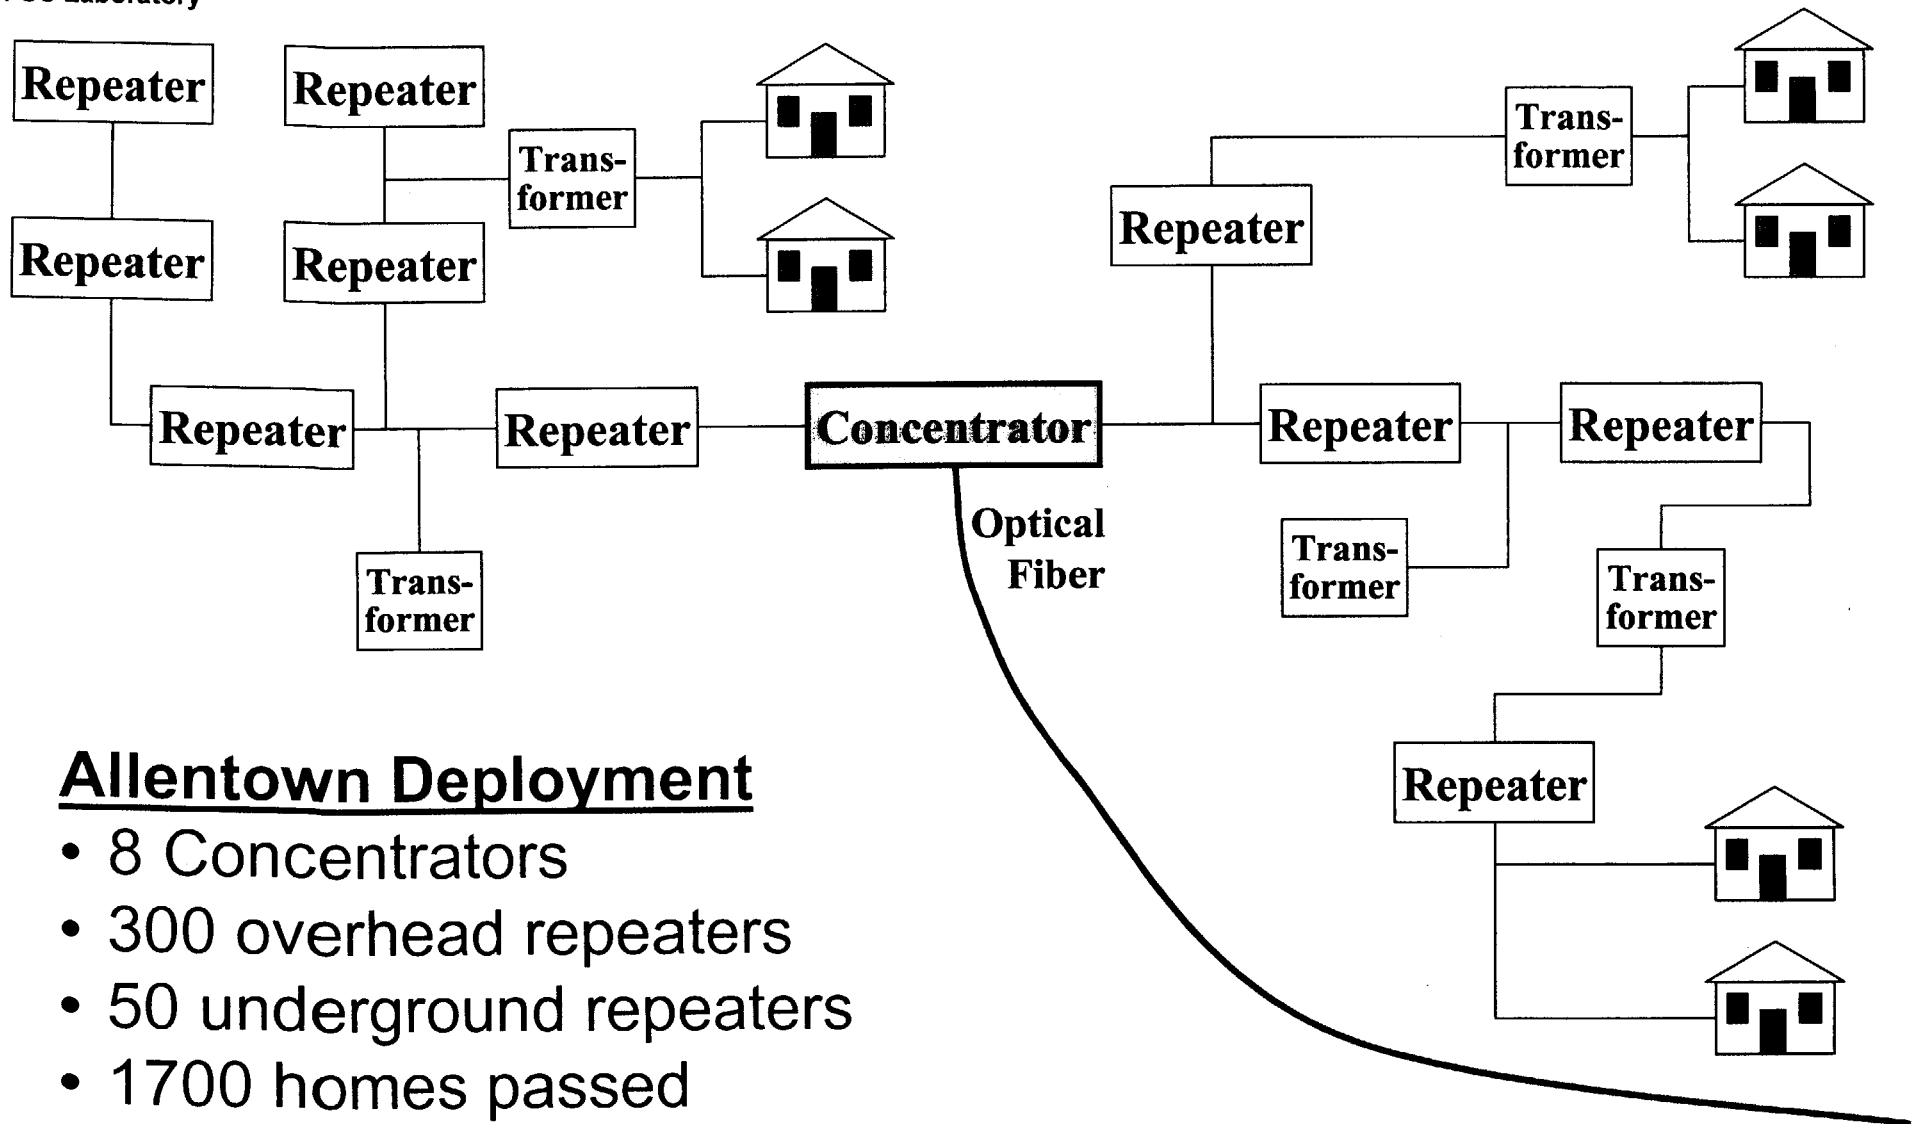 Laboratory
Repeater
Repeater
Trans-
former
Trans-
former
Repeater
Repeater
Repeater
Repeater
Repeater
Concentrator
Repeater
Repeater
Optical
Fiber
Trans-
former
Trans-
former
Trans-
former
Repeater
Allentown Deployment
• 8 Concentrators
• 300 overhead repeaters
• 50 underground repeaters
• 1700 homes passed